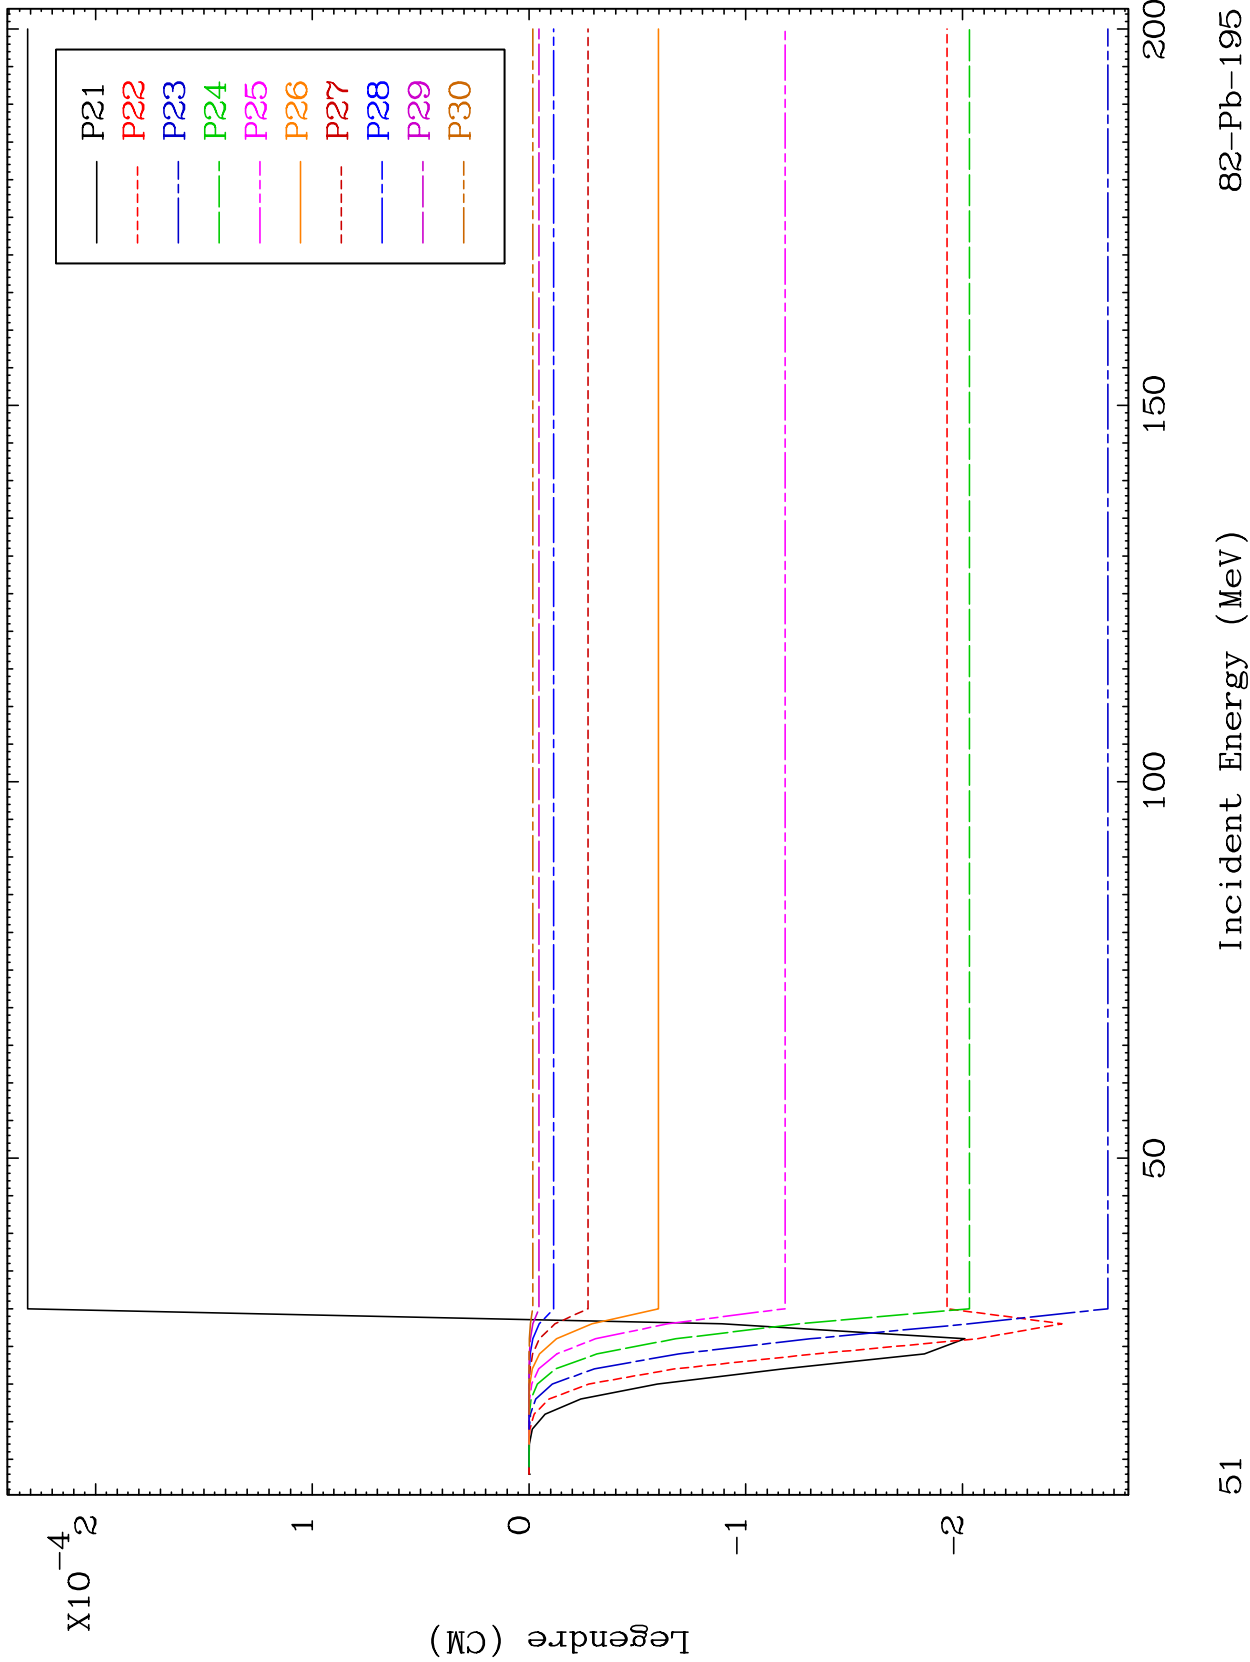 X10-4
2
1
0
-1
-2
Legendre (CM)
P21
P22
P23
P24
P25
P26
P27
P28
P29
P30
50
100
150
200
Incident Energy (MeV)
51
82-Pb-195